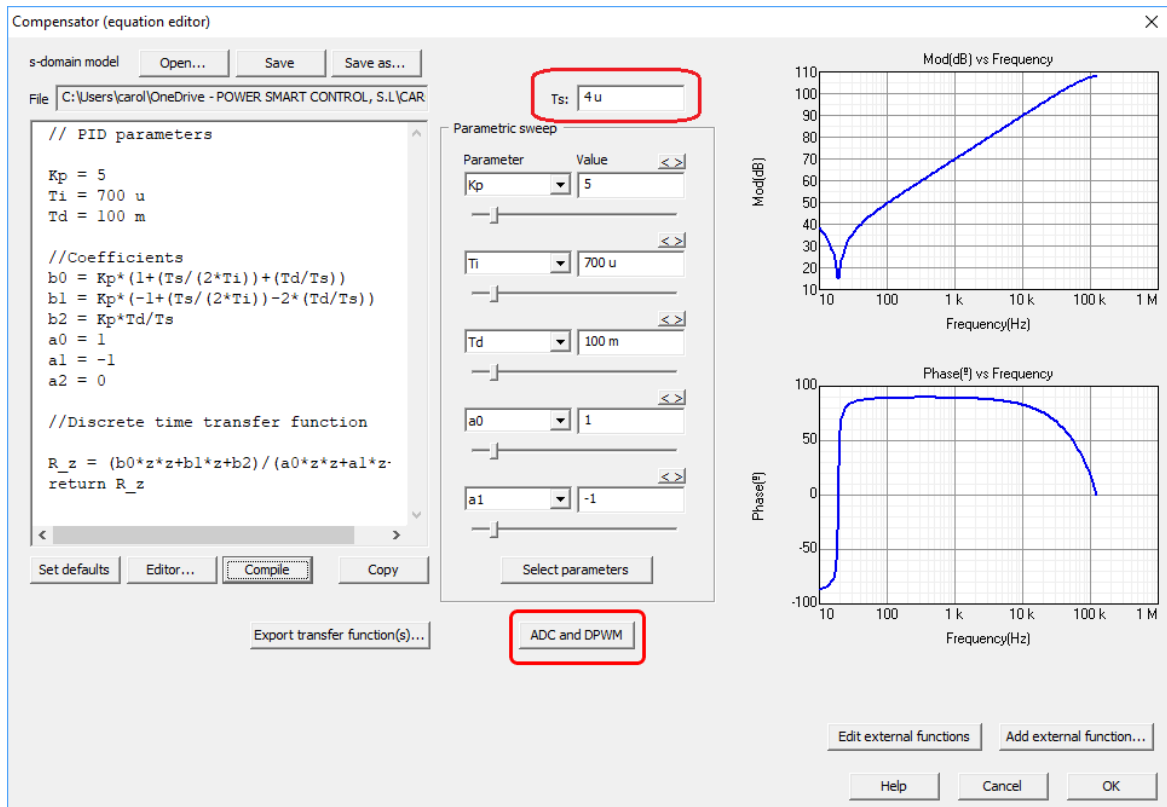 Compensator (equation editor)
s-domain model
Open...
Save
Save as...
File
C:\Users\carol\OneDrive - POWER SMART CONTROL, S.L\CAR
// PID parameters
Kp = 5
Ti = 700 u
Td = 100 m
//Coefficients
b0 = Kp*(1+(Ts/(2*Ti))+(Td/Ts))
b1 = Kp*(-1+(Ts/(2*Ti))-2*(Td/Ts))
b2 = Kp*Td/Ts
a0 = 1
a1 = -1
a2 = 0
//Discrete time transfer function
R_z = (b0*z*z+b1*z+b2)/(a0*z*z+a1*z-
return R_z
Set defaults
Editor...
Compile
Copy
Export transfer function(s)...
Ts:
4 u
Parametric sweep
Parameter
Value
< >
Kp
5
< >
Ti
700 u
< >
Td
100 m
< >
a0
1
< >
a1
-1
Select parameters
ADC and DPWM
Mod(dB) vs Frequency
Mod(dB)
110
100
90
80
70
60
50
40
30
20
10
10
100
1 k
10 k
100 k
1 M
Frequency(Hz)
Phase(º) vs Frequency
Phase(º)
100
50
0
-50
-100
10
100
1 k
10 k
100 k
1 M
Frequency(Hz)
Edit external functions
Add external function...
Help
Cancel
OK